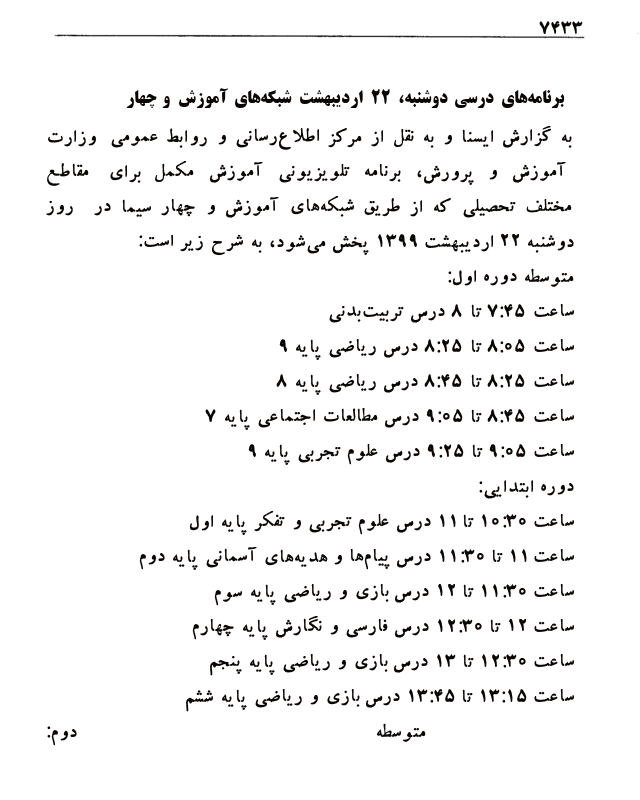 ۷۴۳۳
برنامه‌های درسی دوشنبه، ۲۲ اردیبهشت شبکه‌های آموزش و چهار
به گزارش ایسنا و به نقل از مرکز اطلاع‌رسانی و روابط عمومی وزارت
آموزش و پرورش، برنامه تلویزیونی آموزش مکمل برای مقاطع
مختلف تحصیلی که از طریق شبکه‌های آموزش و چهار سیما در روز
دوشنبه ۲۲ اردیبهشت ۱۳۹۹ پخش می‌شود، به شرح زیر است:
متوسطه دوره اول:
ساعت ۷:۴۵ تا ۸ درس تربیت‌بدنی
ساعت ۸:۰۵ تا ۸:۲۵ درس ریاضی پایه ۹
ساعت ۸:۲۵ تا ۸:۴۵ درس ریاضی پایه ۸
ساعت ۸:۴۵ تا ۹:۰۵ درس مطالعات اجتماعی پایه ۷
ساعت ۹:۰۵ تا ۹:۲۵ درس علوم تجربی پایه ۹
دوره ابتدایی:
ساعت ۱۰:۳۰ تا ۱۱ درس علوم تجربی و تفکر پایه اول
ساعت ۱۱ تا ۱۱:۳۰ درس پیام‌ها و هدیه‌های آسمانی پایه دوم
ساعت ۱۱:۳۰ تا ۱۲ درس بازی و ریاضی پایه سوم
ساعت ۱۲ تا ۱۲:۳۰ درس فارسی و نگارش پایه چهارم
ساعت ۱۲:۳۰ تا ۱۳ درس بازی و ریاضی پایه پنجم
ساعت ۱۳:۱۵ تا ۱۳:۴۵ درس بازی و ریاضی پایه ششم
متوسطه دوم: